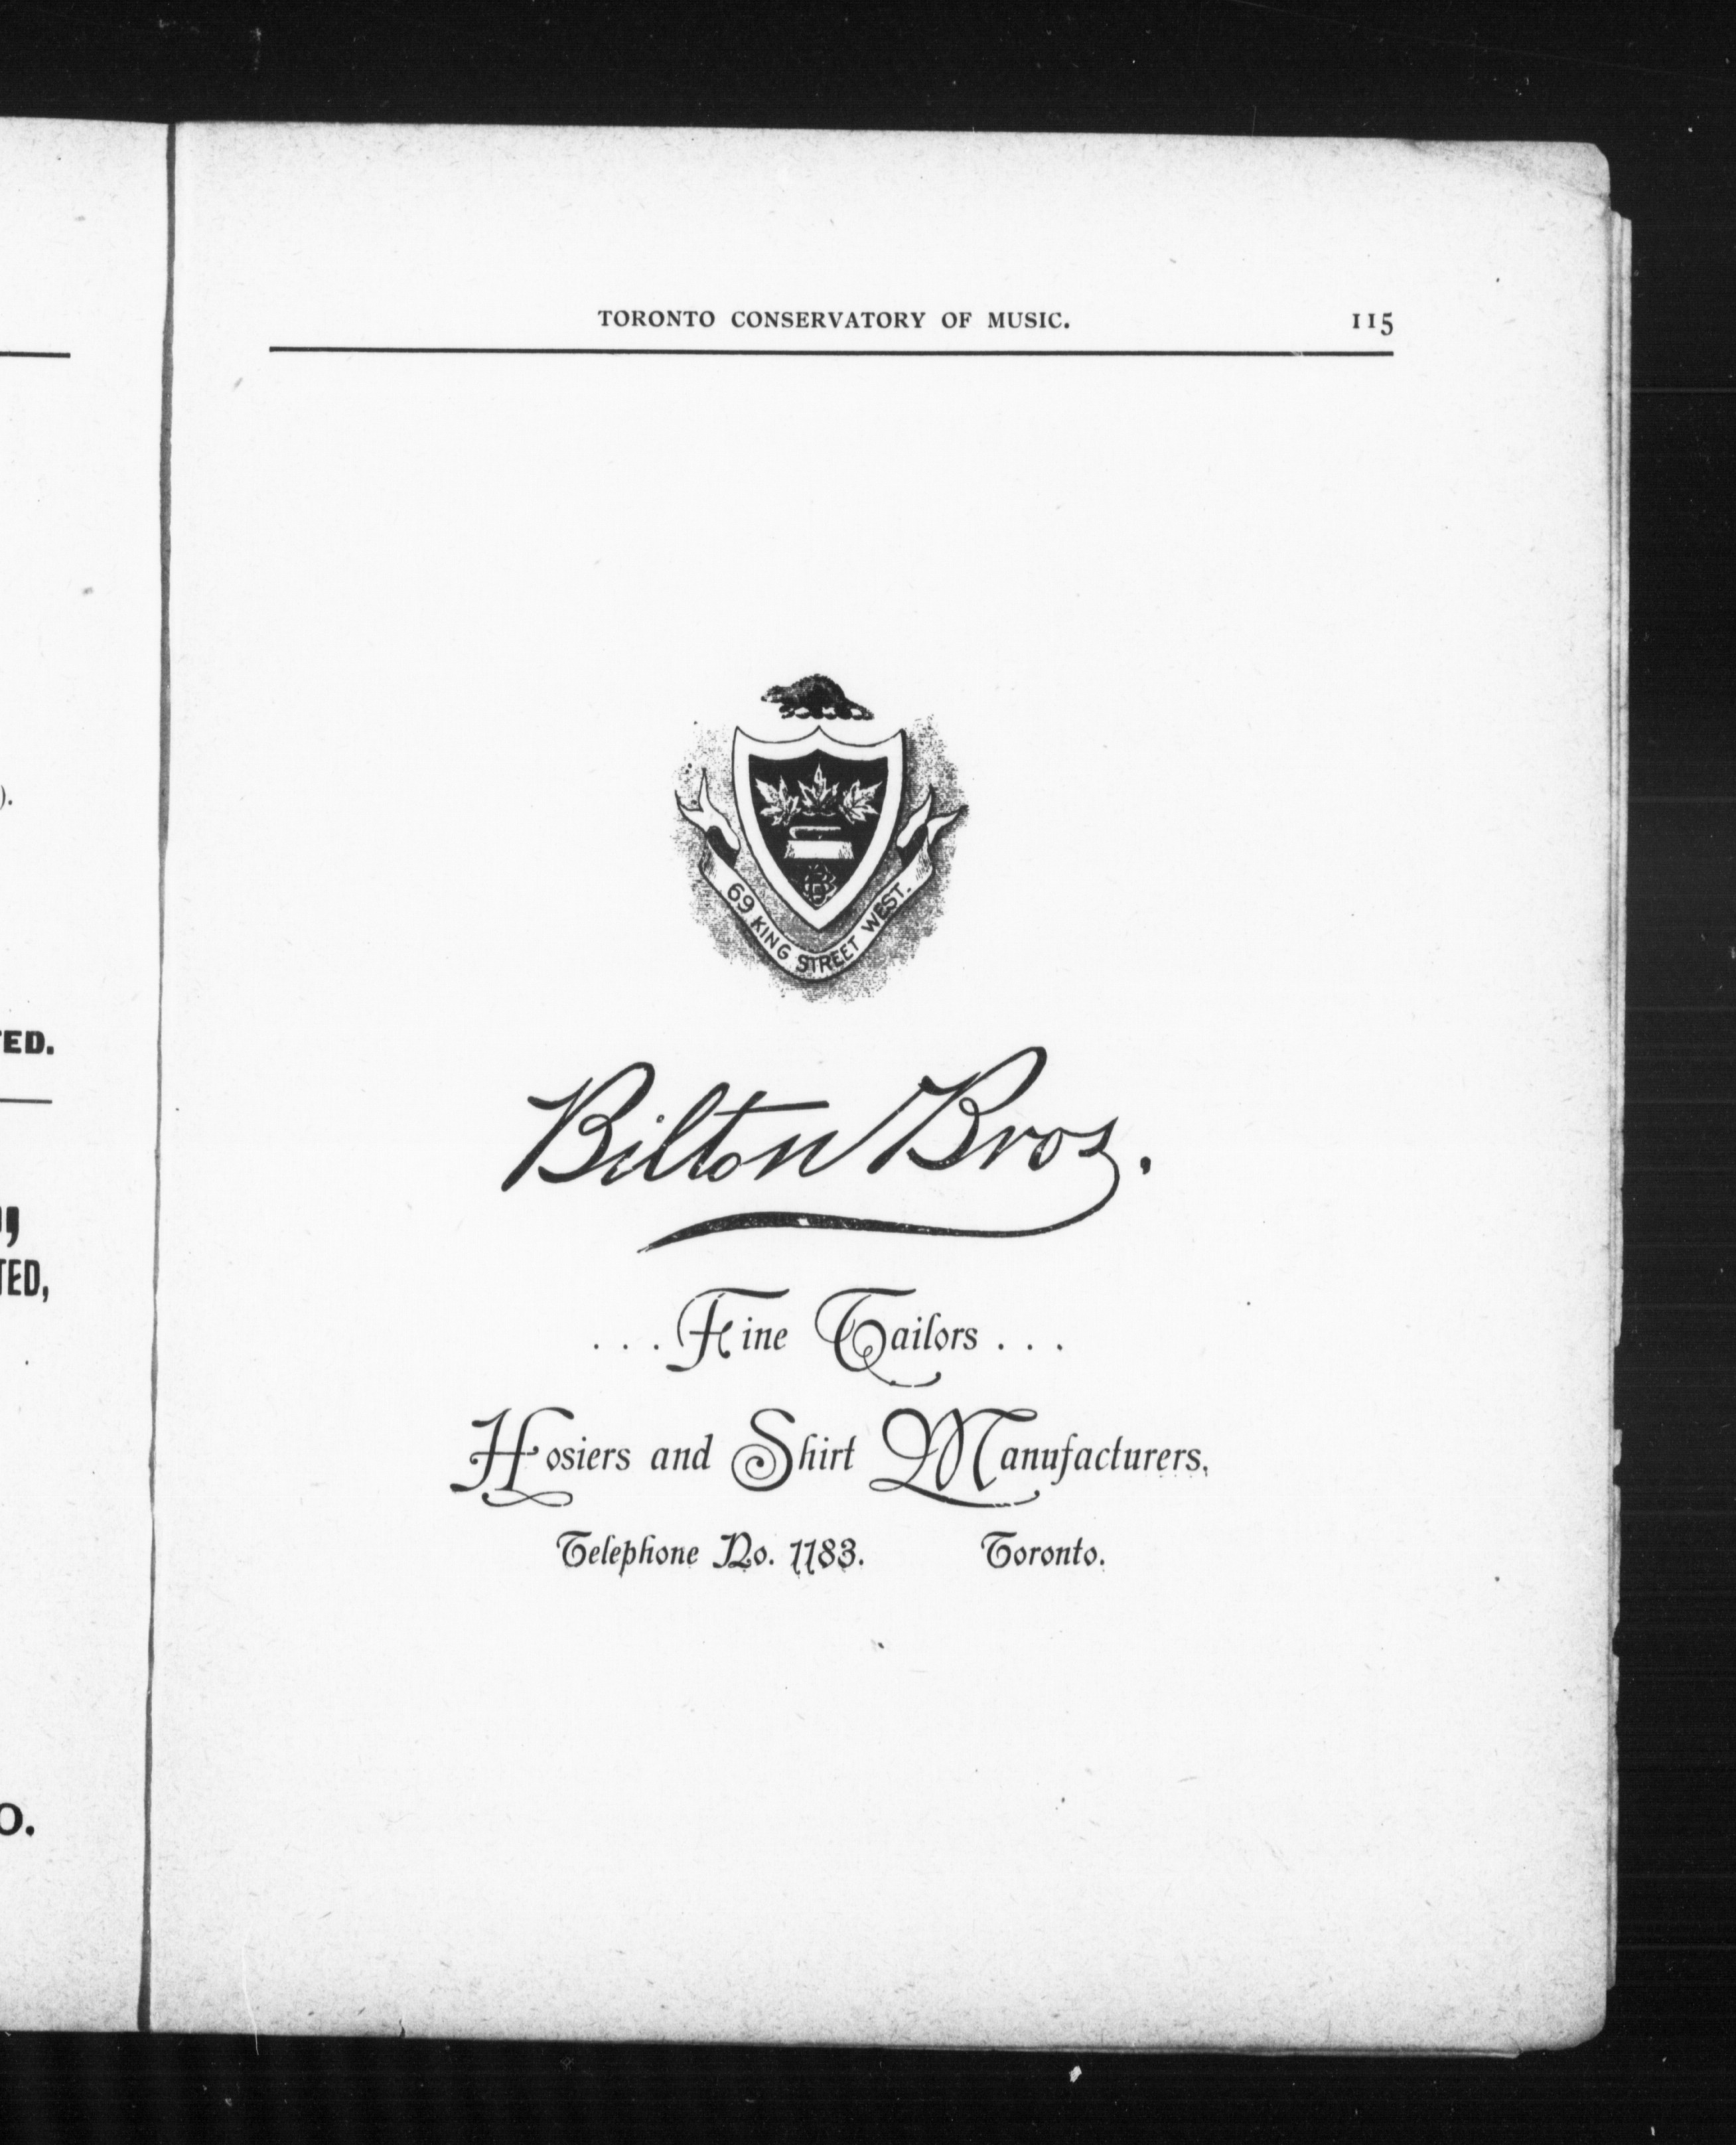 TORONTO CONSERVATORY OF MUSIC. 115
69 KING STREET WEST.
Bilton Bros.
. . . Fine Tailors . . .
Hosiers and Shirt Manufacturers,
Telephone No. 1183. Toronto.